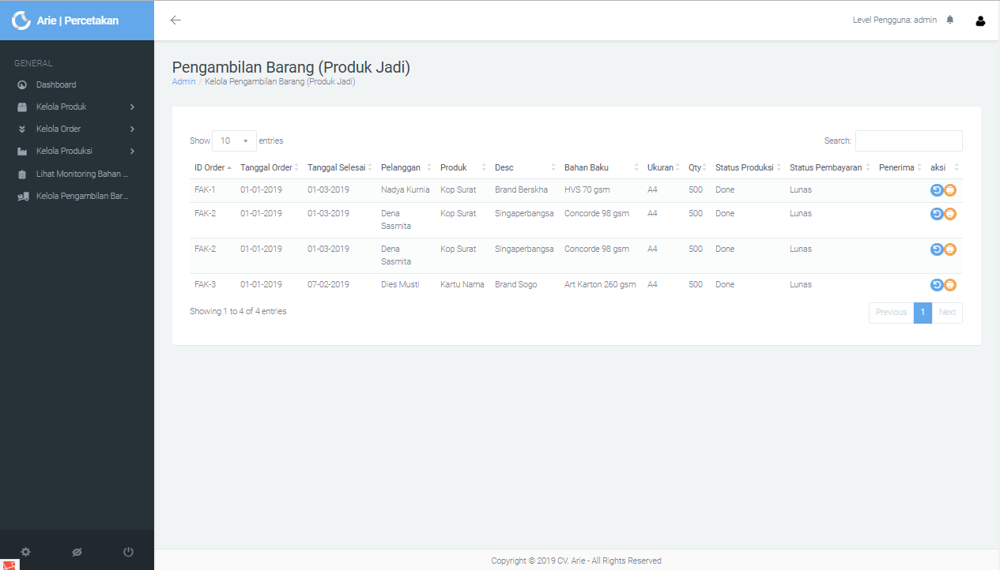 Arie | Percetakan
Level Pengguna: admin
GENERAL
Dashboard
Kelola Produk
Kelola Order
Kelola Produksi
Lihat Monitoring Bahan ...
Kelola Pengambilan Bar...
Pengambilan Barang (Produk Jadi)
Admin / Kelola Pengambilan Barang (Produk Jadi)
Show 10 entries
Search:
ID Order Tanggal Order Tanggal Selesai Pelanggan Produk Desc Bahan Baku Ukuran Qty Status Produksi Status Pembayaran Penerima aksi
FAK-1 01-01-2019 01-03-2019 Nadya Kurnia Kop Surat Brand Berskha HVS 70 gsm A4 500 Done Lunas
FAK-2 01-01-2019 01-03-2019 Dena Kop Surat Singaperbangsa Concorde 98 gsm A4 500 Done Lunas
Sasmita
FAK-2 01-01-2019 01-03-2019 Dena Kop Surat Singaperbangsa Concorde 98 gsm A4 500 Done Lunas
Sasmita
FAK-3 01-01-2019 07-02-2019 Dies Musti Kartu Nama Brand Sogo Art Karton 260 gsm A4 500 Done Lunas
Showing 1 to 4 of 4 entries
Previous 1 Next
Copyright © 2019 CV. Arie - All Rights Reserved